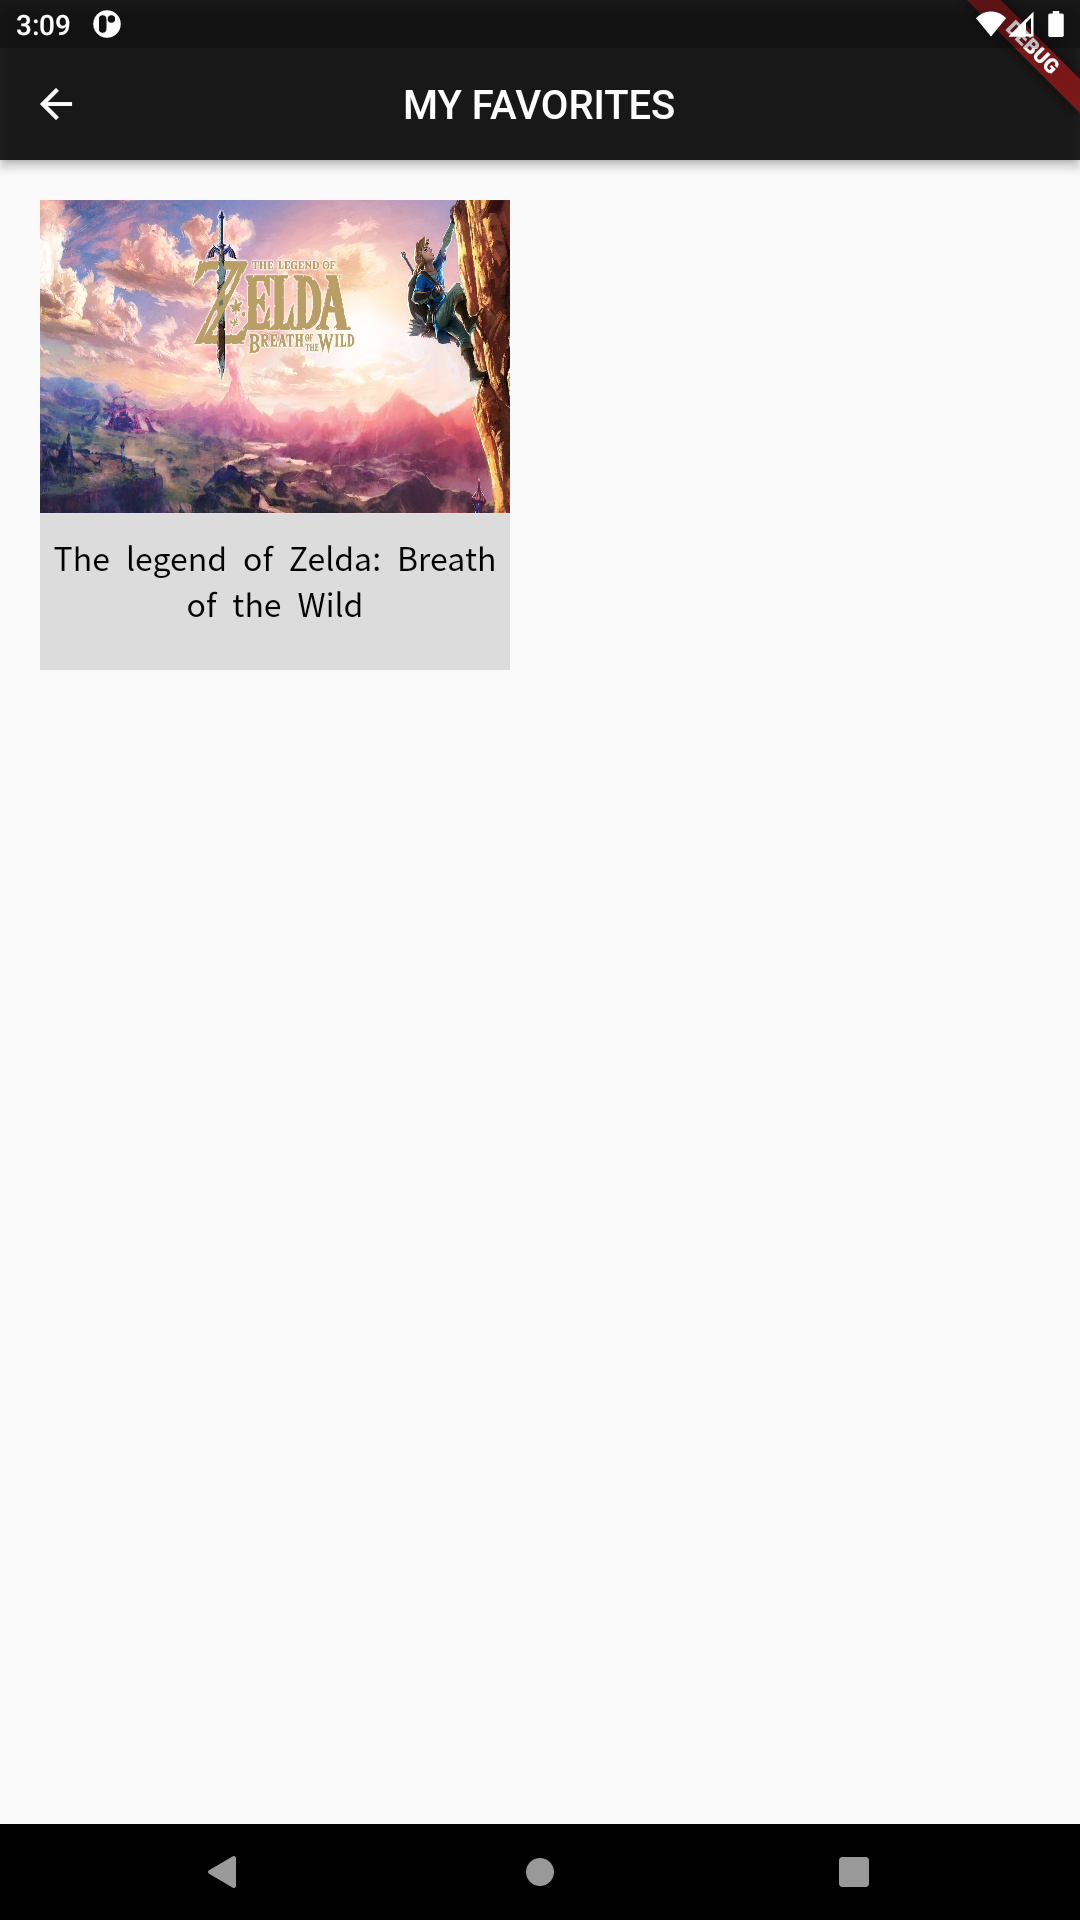 3:09
DEBUG
MY FAVORITES
THE LEGEND OF
ZELDA
BREATH OF THE WILD
The legend of Zelda: Breath
of the Wild